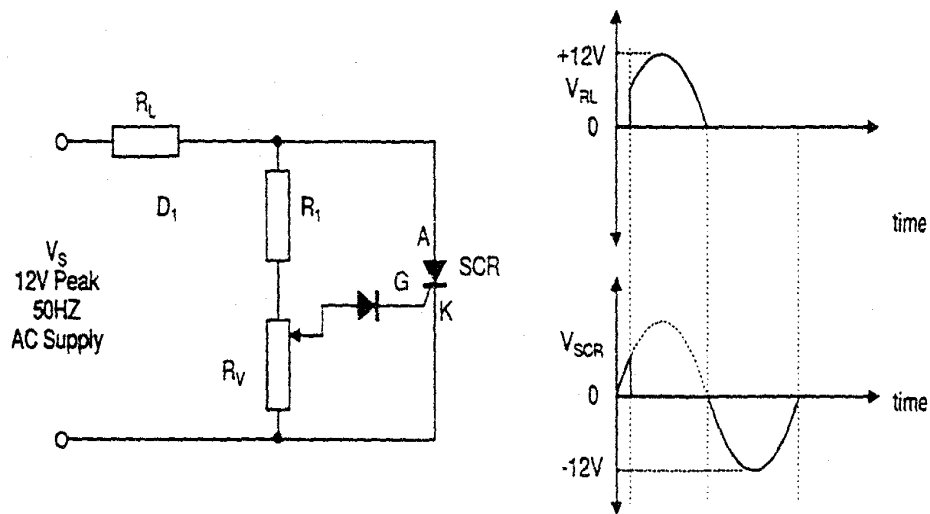 R_L
D_1
R_1
V_S
12V Peak
50HZ
AC Supply
A
SCR
G
K
R_V
+12V
V_RL
0
time
V_SCR
0
time
-12V